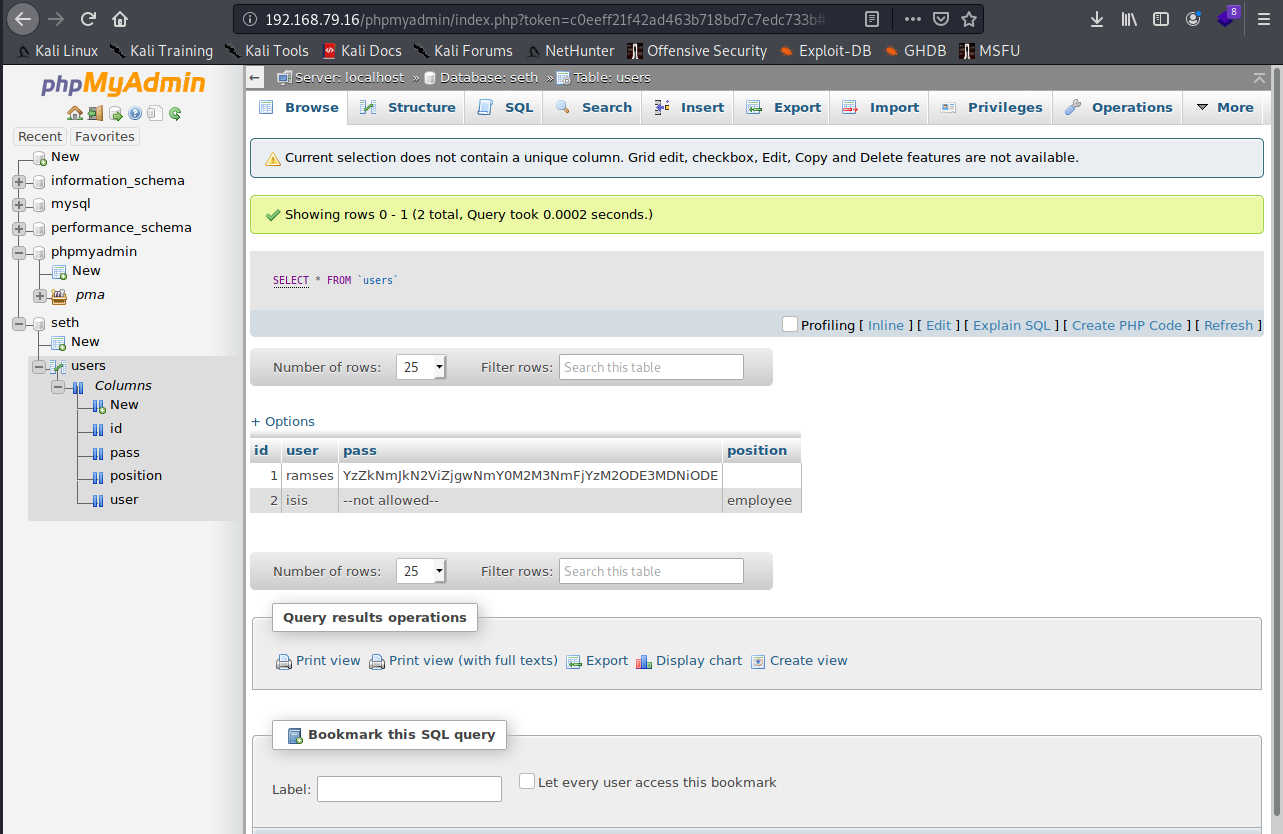 192.168.79.16/phpmyadmin/index.php?token=c0eeff21f42ad463b718bd7c7edc733b#
8
Kali Linux Kali Training Kali Tools Kali Docs Kali Forums NetHunter Offensive Security Exploit-DB GHDB MSFU
phpMyAdmin
Recent Favorites
New
information_schema
mysql
performance_schema
phpmyadmin
New
pma
seth
New
users
Columns
New
id
pass
position
user
Server: localhost » Database: seth » Table: users
Browse Structure SQL Search Insert Export Import Privileges Operations More
Current selection does not contain a unique column. Grid edit, checkbox, Edit, Copy and Delete features are not available.
Showing rows 0 - 1 (2 total, Query took 0.0002 seconds.)
SELECT * FROM `users`
Profiling [ Inline ] [ Edit ] [ Explain SQL ] [ Create PHP Code ] [ Refresh ]
Number of rows: 25 Filter rows: Search this table
+ Options
id user pass position
1 ramses YzZkNmJkN2ViZjgwNmY0M2M3NmFjYzM2ODE3MDNiODE
2 isis --not allowed-- employee
Number of rows: 25 Filter rows: Search this table
Query results operations
Print view Print view (with full texts) Export Display chart Create view
Bookmark this SQL query
Label: Let every user access this bookmark